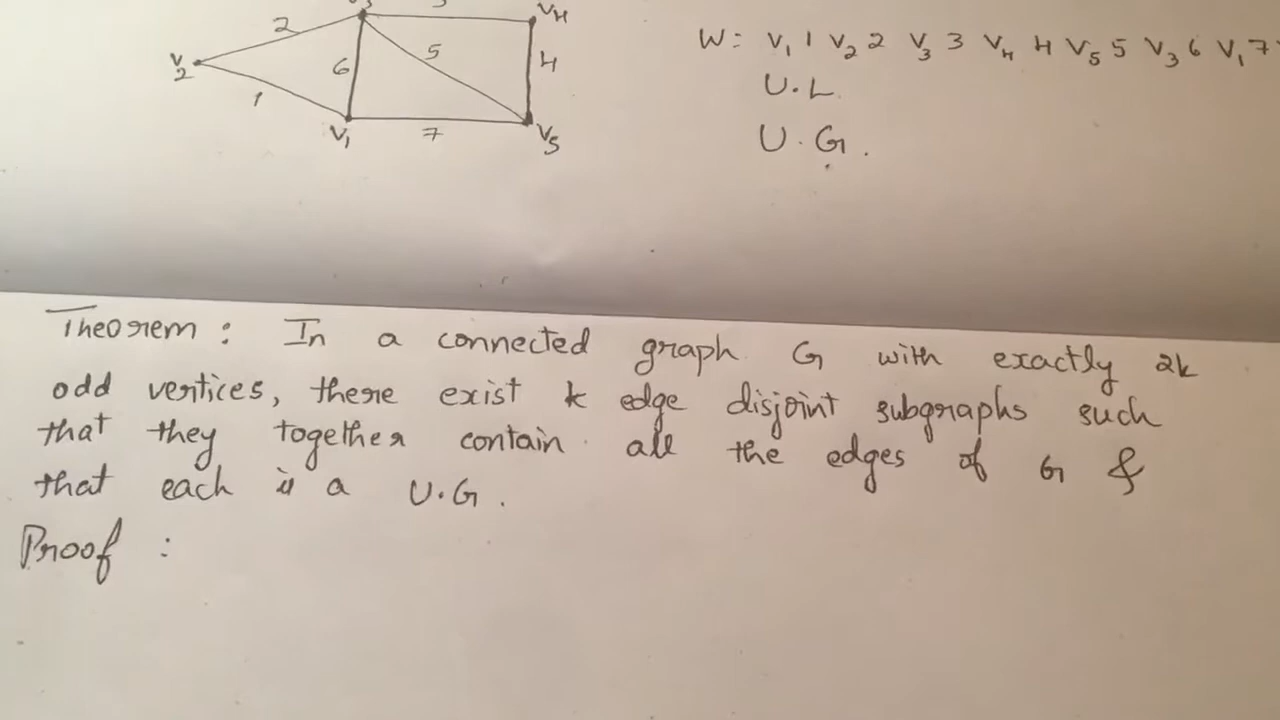 2
V4
V2
6
5
4
1
V1
7
V5
W: V1 1 V2 2 V3 3 V4 4 V5 5 V3 6 V1 7
U.L.
U.G.
Theorem: In a connected graph G with exactly 2k
odd vertices, there exist k edge disjoint subgraphs such
that they together contain all the edges of G &
that each is a U.G.
Proof :